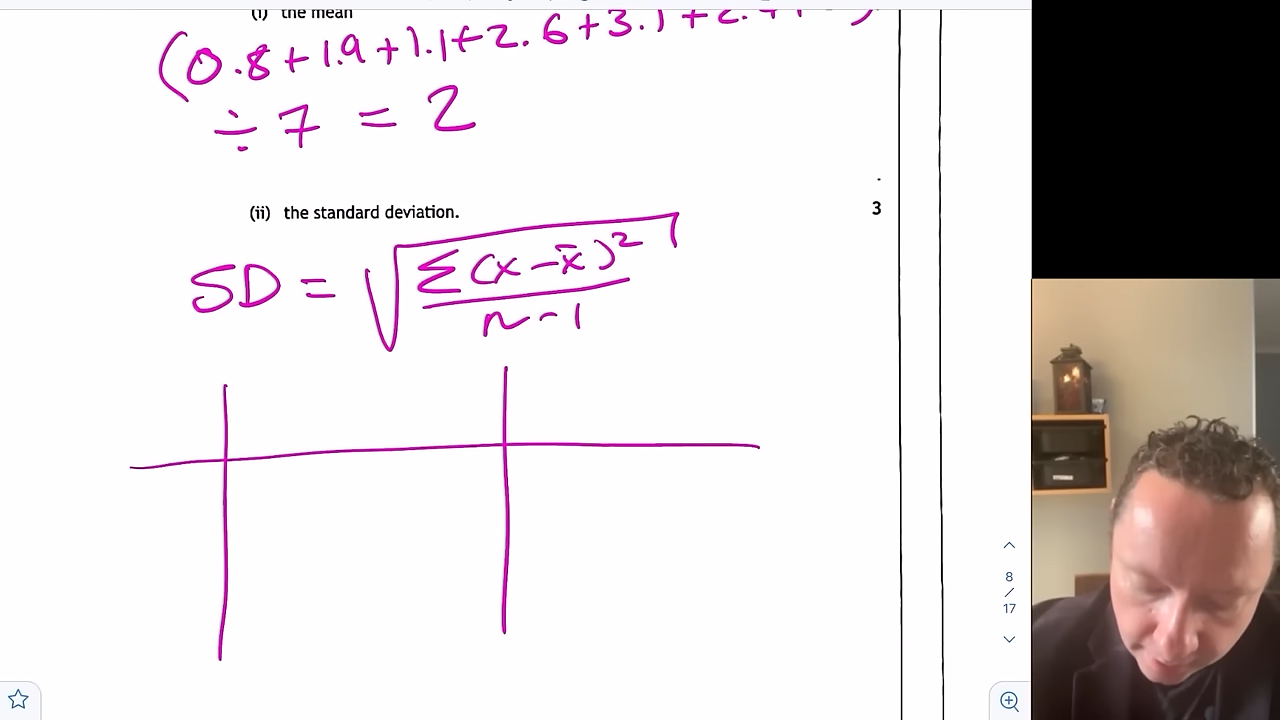 (i) the mean
(0.8+1.9+1.1+2.6+3.1+2.
÷ 7 = 2
(ii) the standard deviation.
3
SD = √ Σ(x-x̄)²
n-1
8
/
17